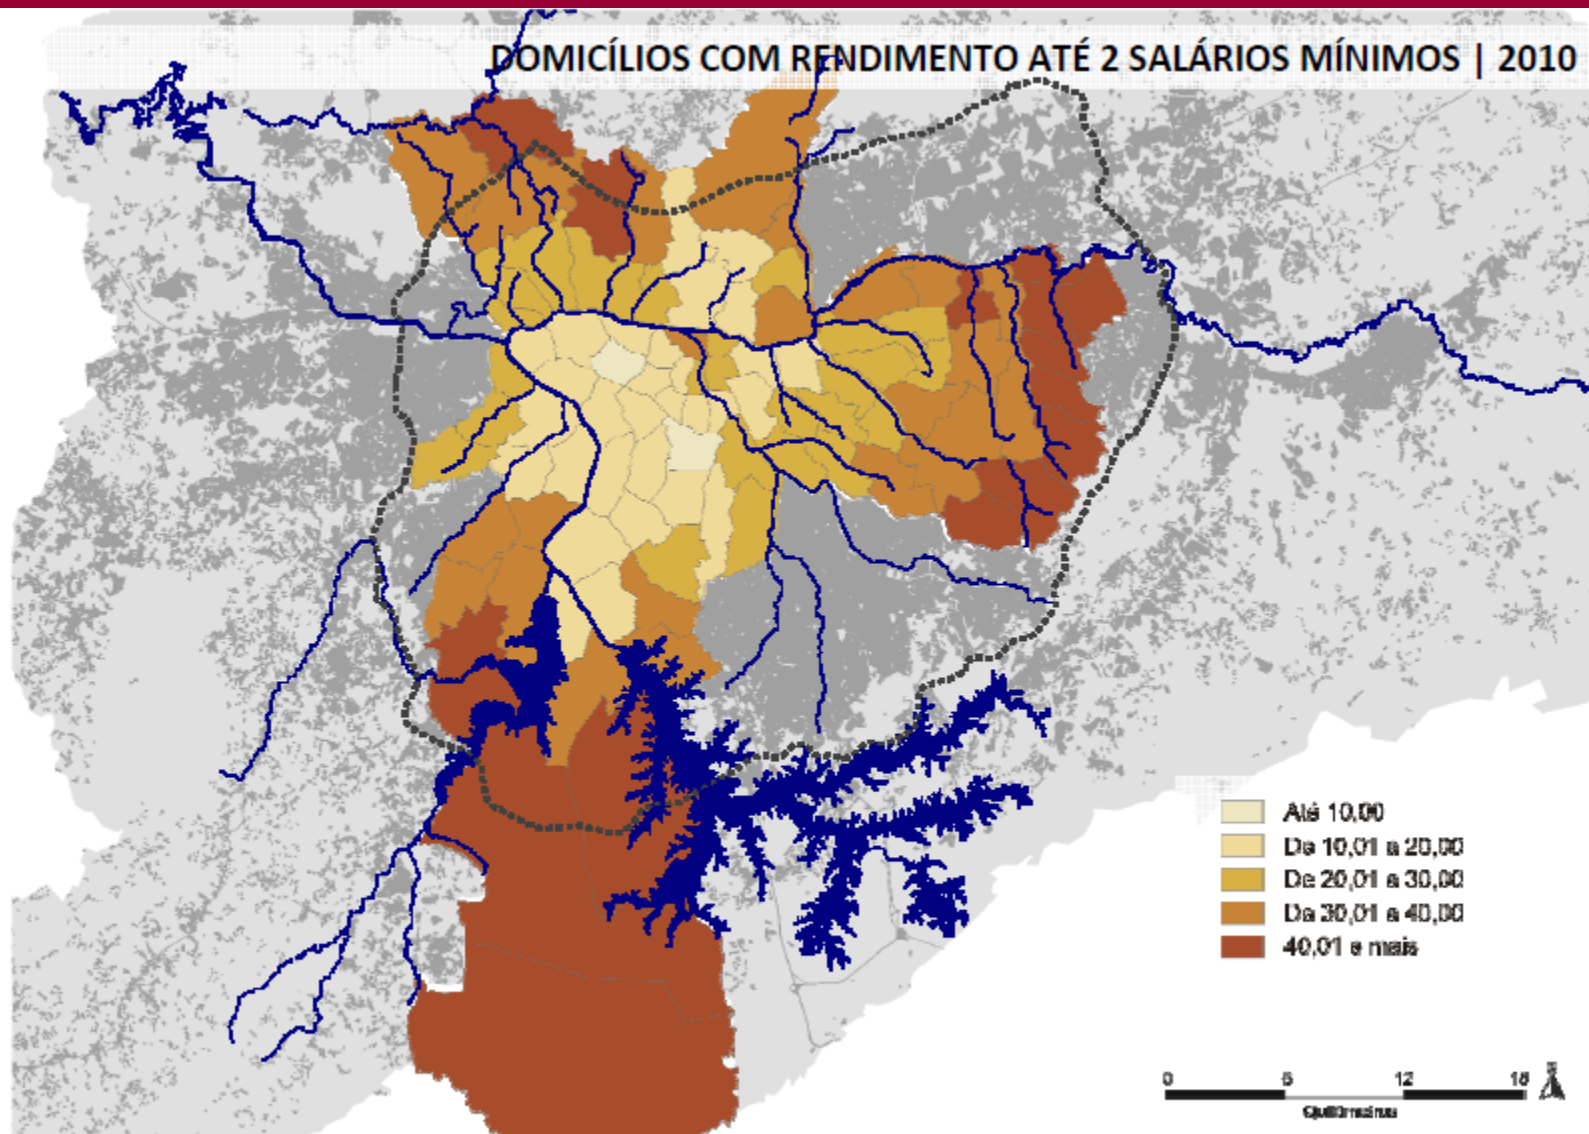 DOMICÍLIOS COM RENDIMENTO ATÉ 2 SALÁRIOS MÍNIMOS | 2010
Até 10,00
De 10,01 a 20,00
De 20,01 a 30,00
De 30,01 a 40,00
40,01 e mais
0 6 12 18
Quilômetros